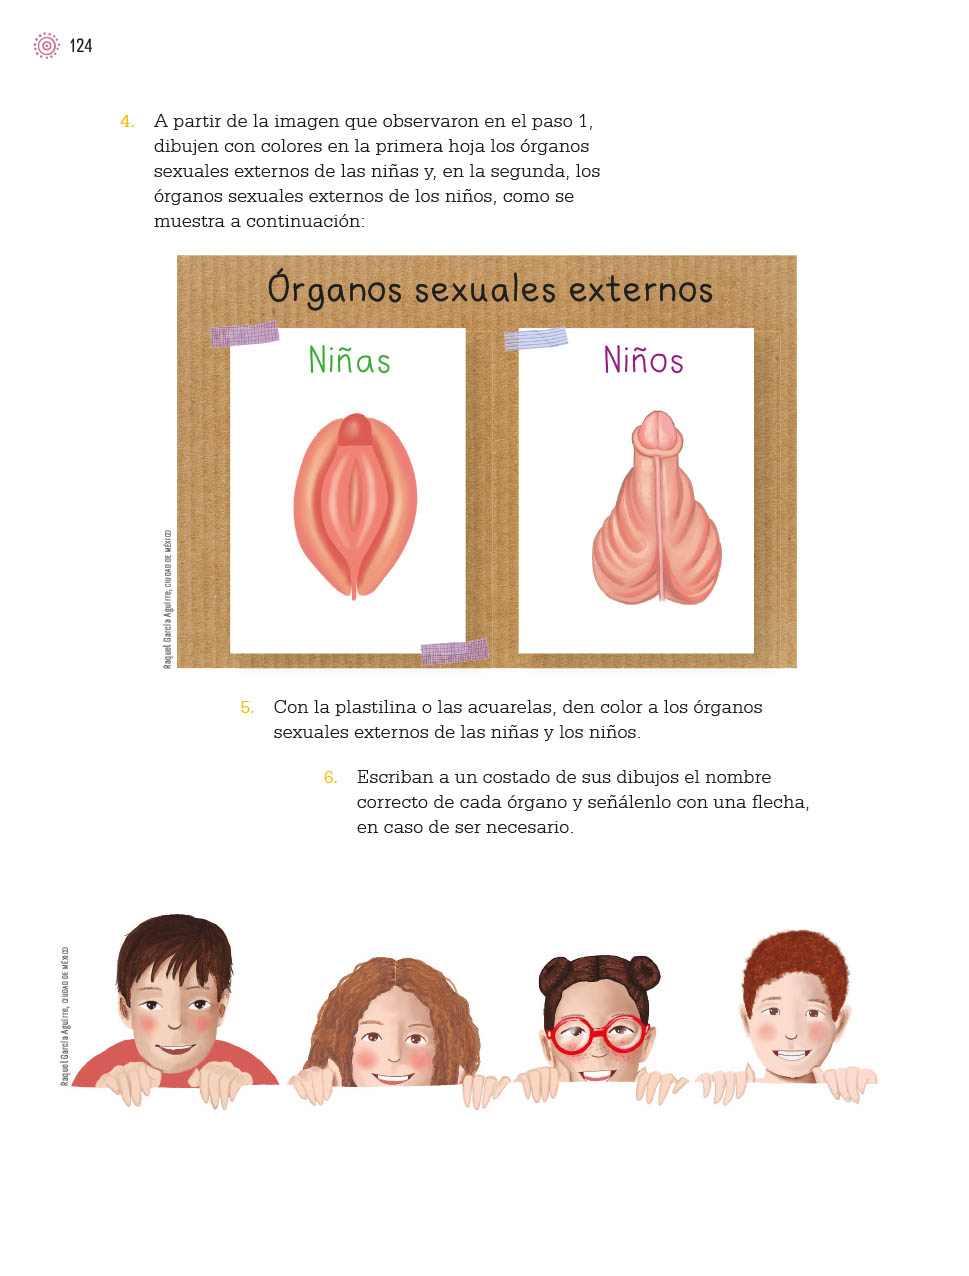 124
4. A partir de la imagen que observaron en el paso 1,
dibujen con colores en la primera hoja los órganos
sexuales externos de las niñas y, en la segunda, los
órganos sexuales externos de los niños, como se
muestra a continuación:
Órganos sexuales externos
Niñas
Niños
Raquel García Aguirre, CIUDAD DE MÉXICO
5. Con la plastilina o las acuarelas, den color a los órganos
sexuales externos de las niñas y los niños.
6. Escriban a un costado de sus dibujos el nombre
correcto de cada órgano y señálenlo con una flecha,
en caso de ser necesario.
Raquel García Aguirre, CIUDAD DE MÉXICO